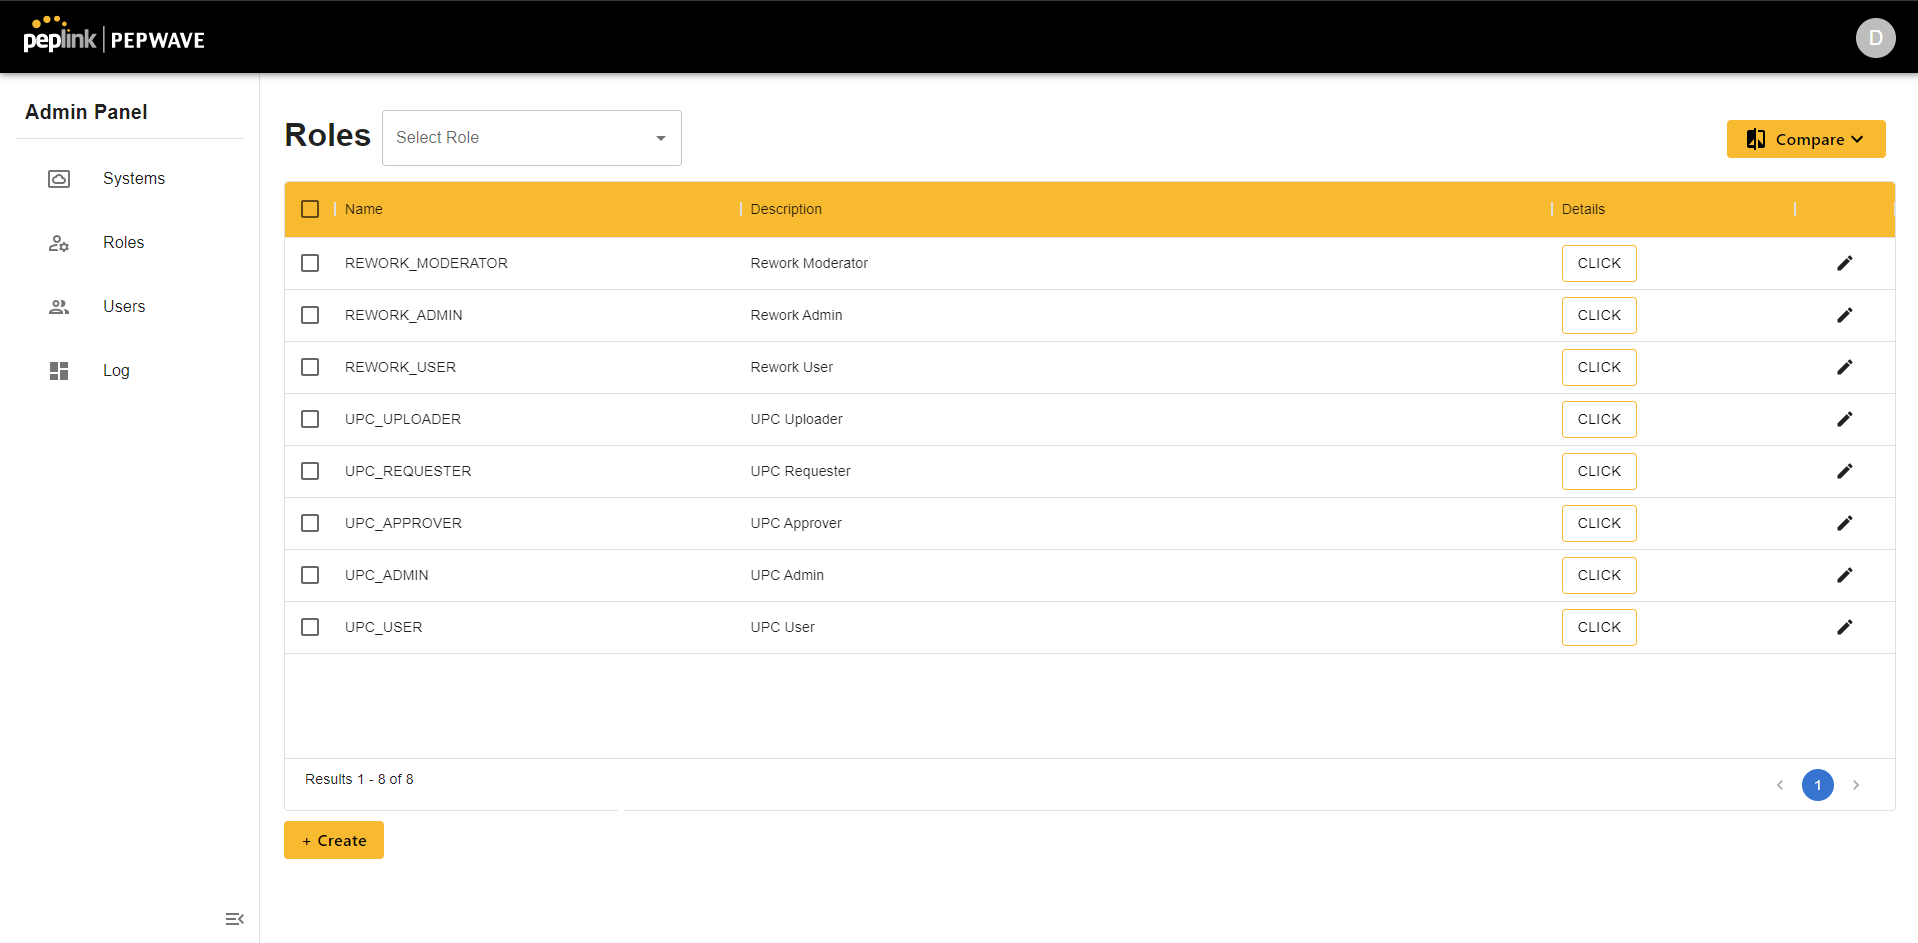 peplink | PEPWAVE
D
Admin Panel
Systems
Roles
Users
Log
Roles
Select Role
Compare
Name Description Details
REWORK_MODERATOR Rework Moderator CLICK
REWORK_ADMIN Rework Admin CLICK
REWORK_USER Rework User CLICK
UPC_UPLOADER UPC Uploader CLICK
UPC_REQUESTER UPC Requester CLICK
UPC_APPROVER UPC Approver CLICK
UPC_ADMIN UPC Admin CLICK
UPC_USER UPC User CLICK
Results 1 - 8 of 8
1
+ Create